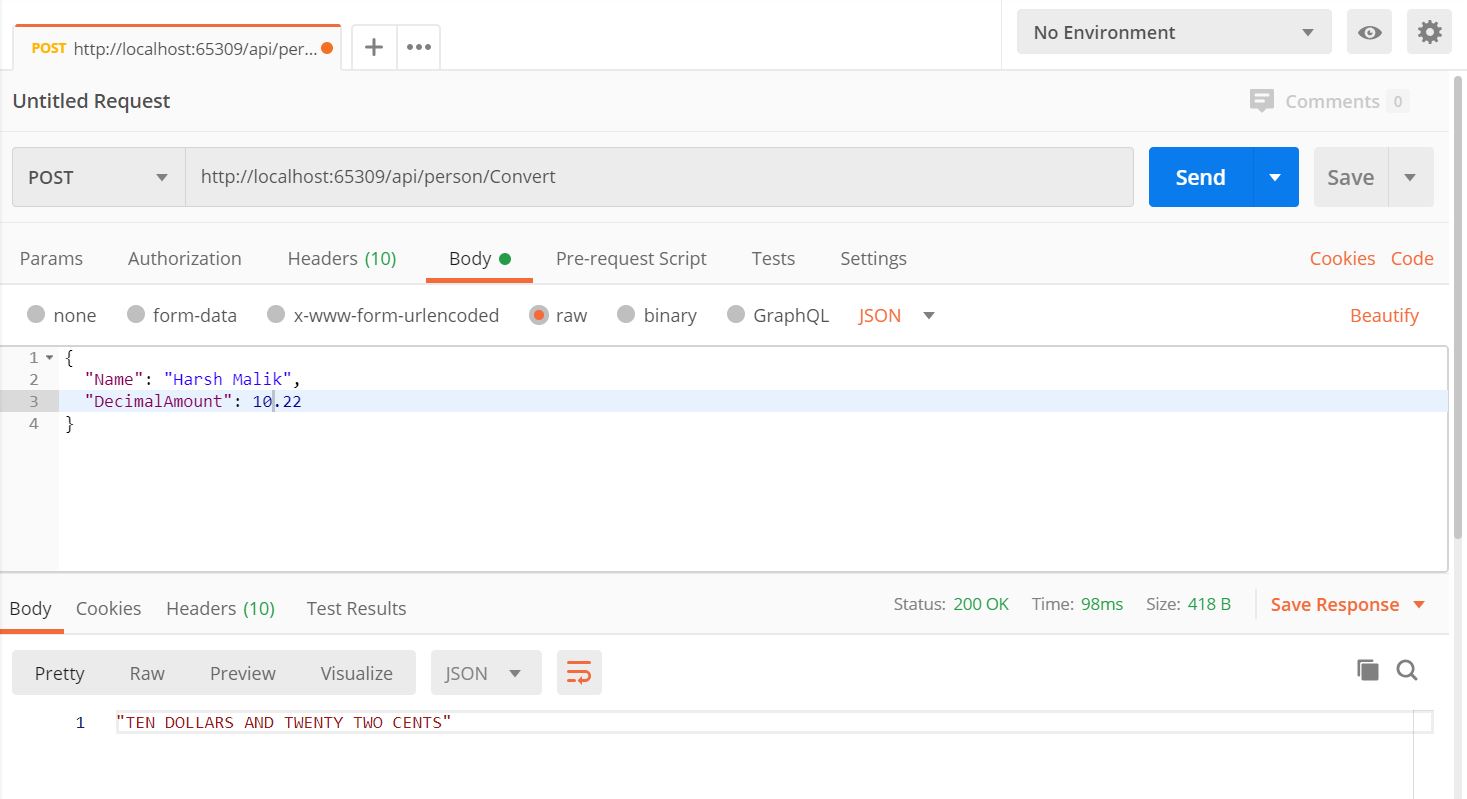 POST http://localhost:65309/api/per...
No Environment
Untitled Request
Comments 0
POST http://localhost:65309/api/person/Convert Send Save
Params Authorization Headers (10) Body Pre-request Script Tests Settings Cookies Code
none form-data x-www-form-urlencoded raw binary GraphQL JSON Beautify
1 {
2 "Name": "Harsh Malik",
3 "DecimalAmount": 10.22
4 }
Body Cookies Headers (10) Test Results Status: 200 OK Time: 98ms Size: 418 B Save Response
Pretty Raw Preview Visualize JSON
1 "TEN DOLLARS AND TWENTY TWO CENTS"